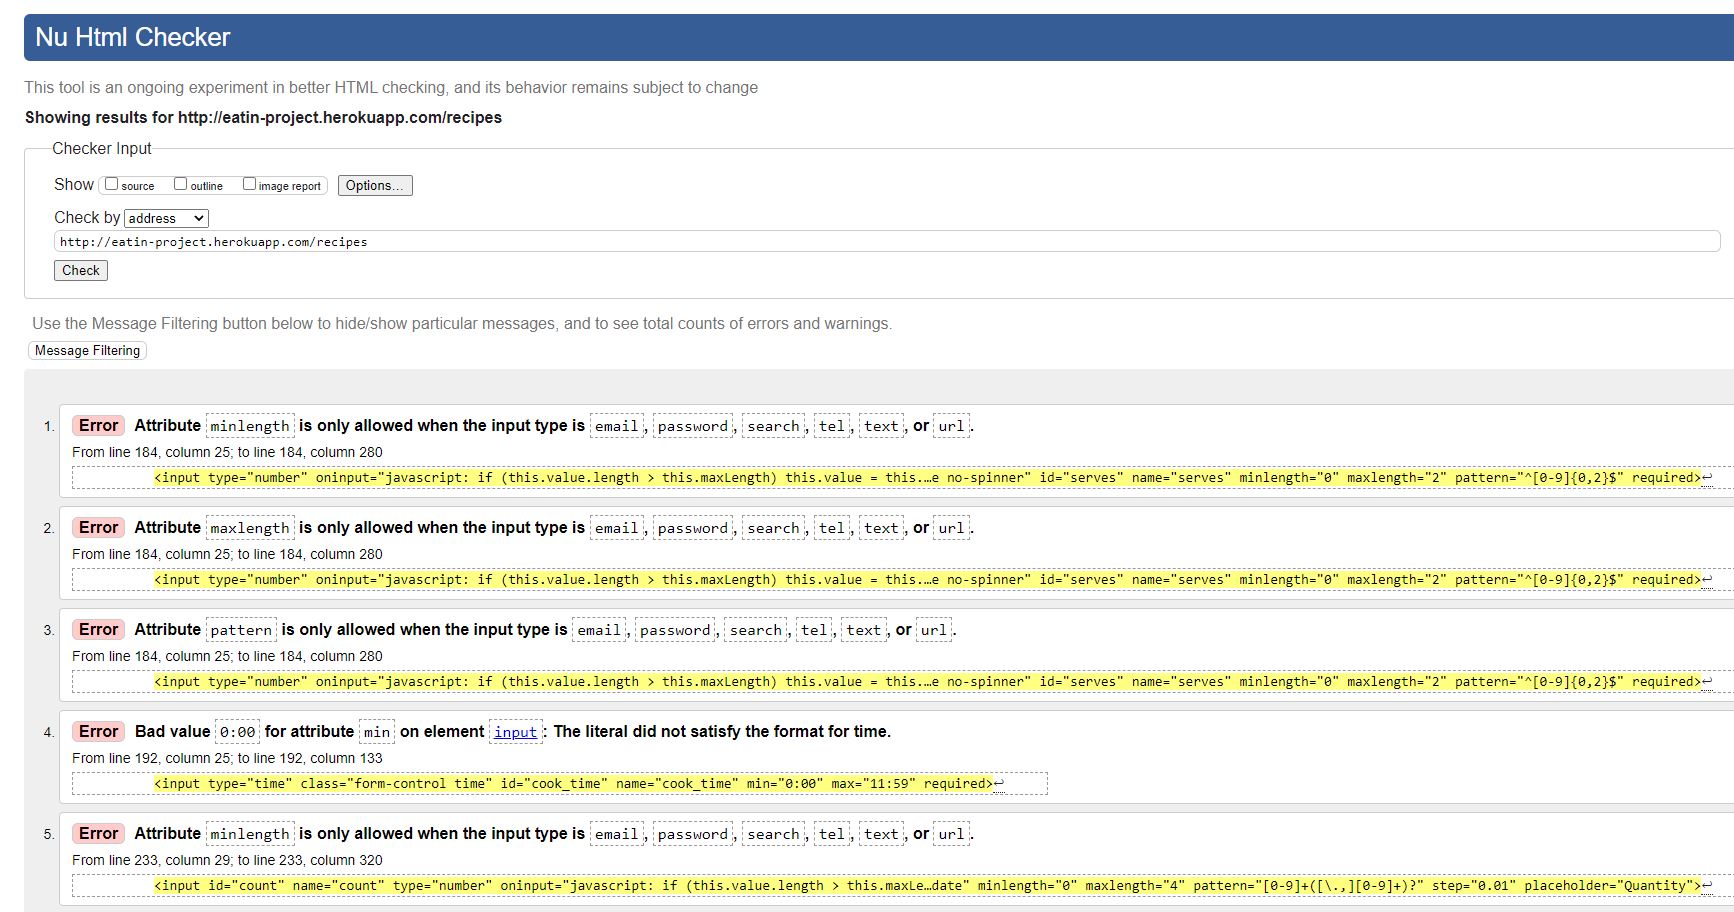 Nu Html Checker
This tool is an ongoing experiment in better HTML checking, and its behavior remains subject to change
Showing results for http://eatin-project.herokuapp.com/recipes
Checker Input
Show source outline image report Options...
Check by address
http://eatin-project.herokuapp.com/recipes
Check
Use the Message Filtering button below to hide/show particular messages, and to see total counts of errors and warnings.
Message Filtering
1. Error Attribute minlength is only allowed when the input type is email, password, search, tel, text, or url.
From line 184, column 25; to line 184, column 280
<input type="number" oninput="javascript: if (this.value.length > this.maxLength) this.value = this.…e no-spinner" id="serves" name="serves" minlength="0" maxlength="2" pattern="^[0-9]{0,2}$" required>↩
2. Error Attribute maxlength is only allowed when the input type is email, password, search, tel, text, or url.
From line 184, column 25; to line 184, column 280
<input type="number" oninput="javascript: if (this.value.length > this.maxLength) this.value = this.…e no-spinner" id="serves" name="serves" minlength="0" maxlength="2" pattern="^[0-9]{0,2}$" required>↩
3. Error Attribute pattern is only allowed when the input type is email, password, search, tel, text, or url.
From line 184, column 25; to line 184, column 280
<input type="number" oninput="javascript: if (this.value.length > this.maxLength) this.value = this.…e no-spinner" id="serves" name="serves" minlength="0" maxlength="2" pattern="^[0-9]{0,2}$" required>↩
4. Error Bad value 0:00 for attribute min on element input: The literal did not satisfy the format for time.
From line 192, column 25; to line 192, column 133
<input type="time" class="form-control time" id="cook_time" name="cook_time" min="0:00" max="11:59" required>↩
5. Error Attribute minlength is only allowed when the input type is email, password, search, tel, text, or url.
From line 233, column 29; to line 233, column 320
<input id="count" name="count" type="number" oninput="javascript: if (this.value.length > this.maxLe…date" minlength="0" maxlength="4" pattern="[0-9]+([\.,][0-9]+)?" step="0.01" placeholder="Quantity">↩